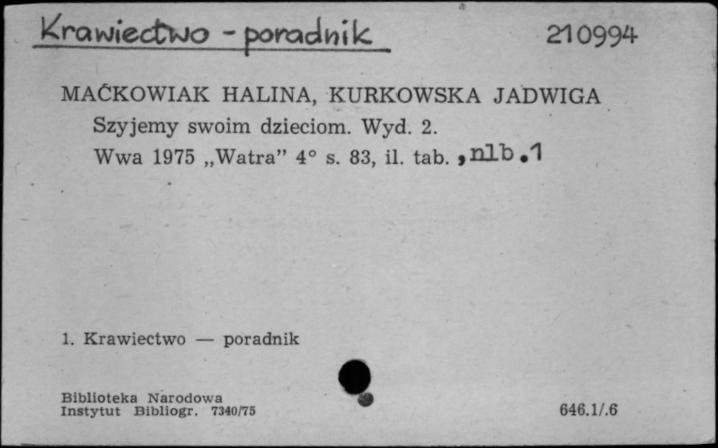 Krawiectwo - poradnik 210994
MAĆKOWIAK HALINA, KURKOWSKA JADWIGA
Szyjemy swoim dzieciom. Wyd. 2.
Wwa 1975 „Watra” 4° s. 83, il. tab. , nlb. 1
1. Krawiectwo — poradnik
Biblioteka Narodowa
Instytut Bibliogr. 7340/75 646.1/.6